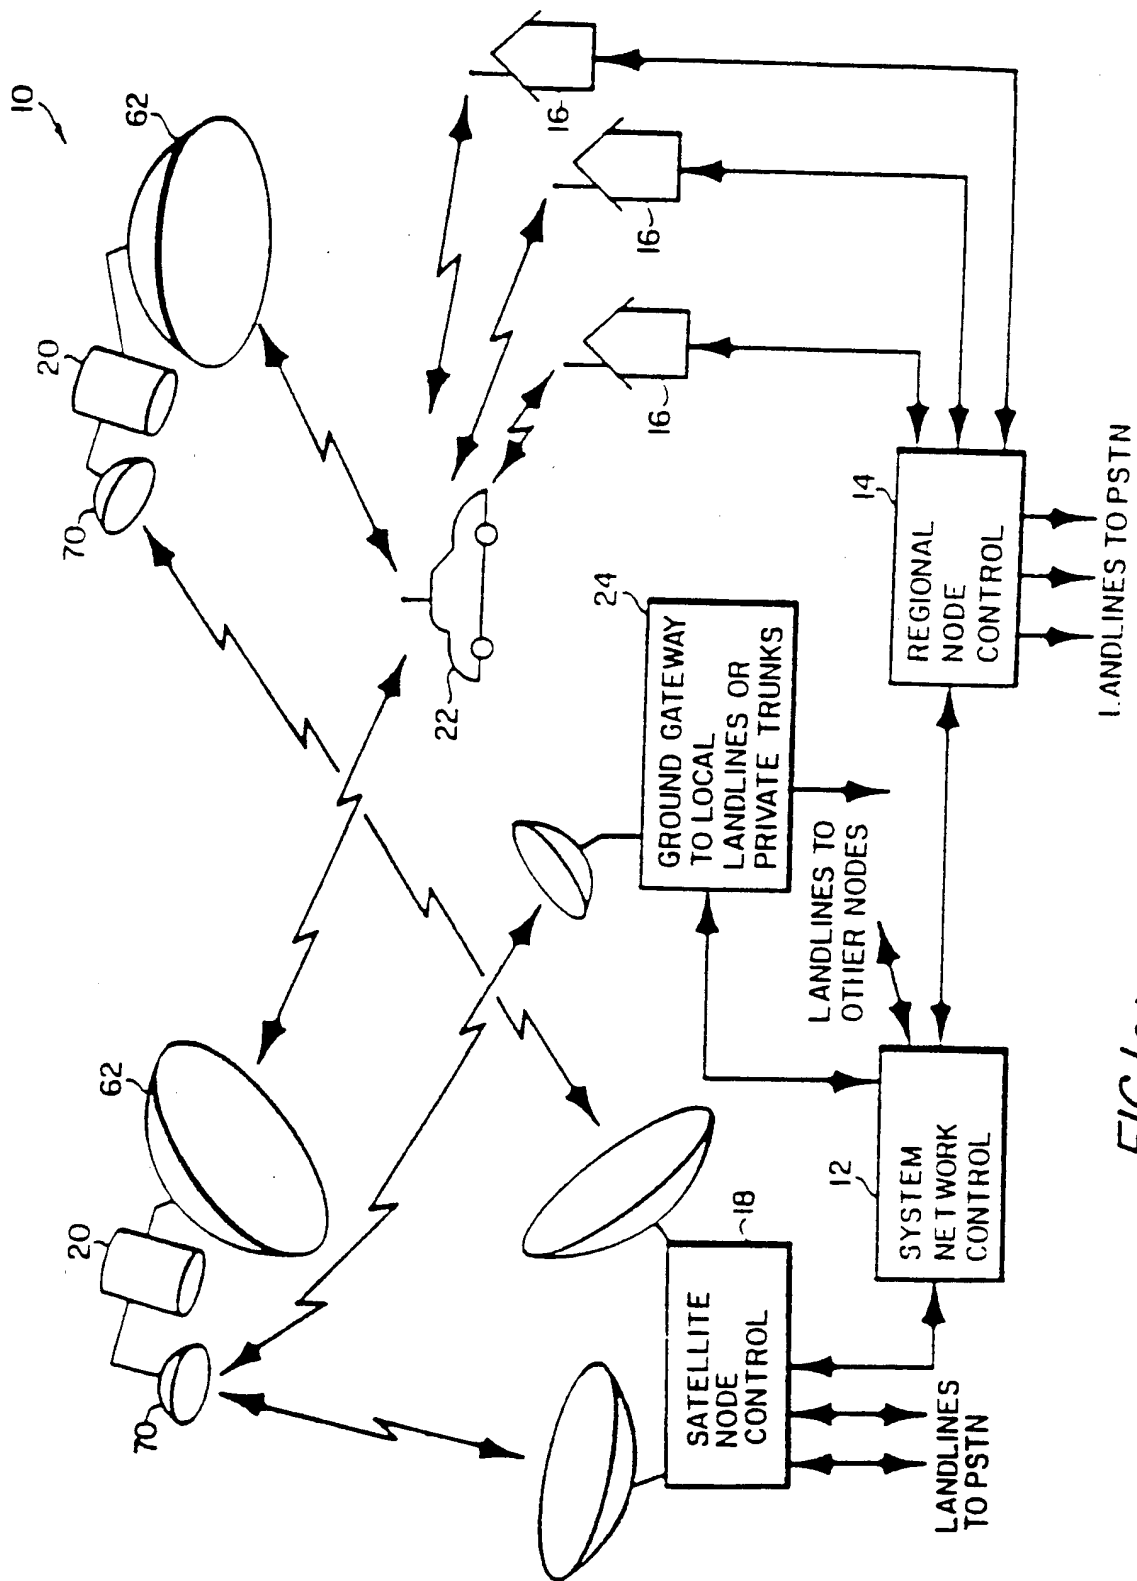 10
62
20
70
62
20
70
22
16
16
16
24
GROUND GATEWAY
TO LOCAL
LANDLINES OR
PRIVATE TRUNKS
18
SATELLITE
NODE
CONTROL
LANDLINES
TO PSTN
12
SYSTEM
NETWORK
CONTROL
LANDLINES TO
OTHER NODES
14
REGIONAL
NODE
CONTROL
LANDLINES TO PSTN